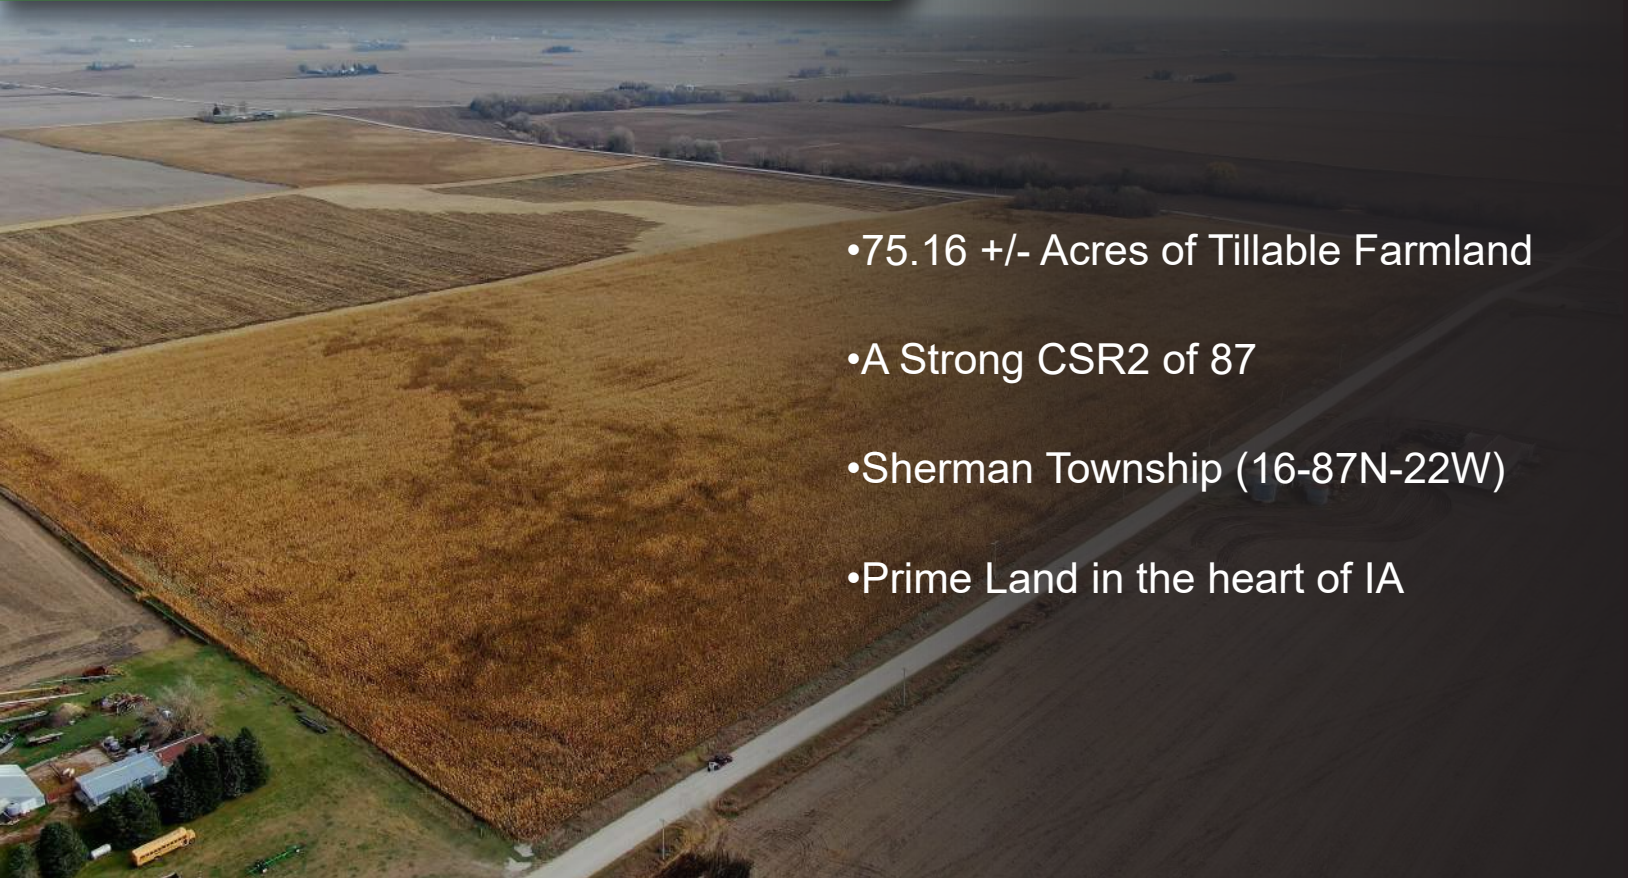 •75.16 +/- Acres of Tillable Farmland
•A Strong CSR2 of 87
•Sherman Township (16-87N-22W)
•Prime Land in the heart of IA